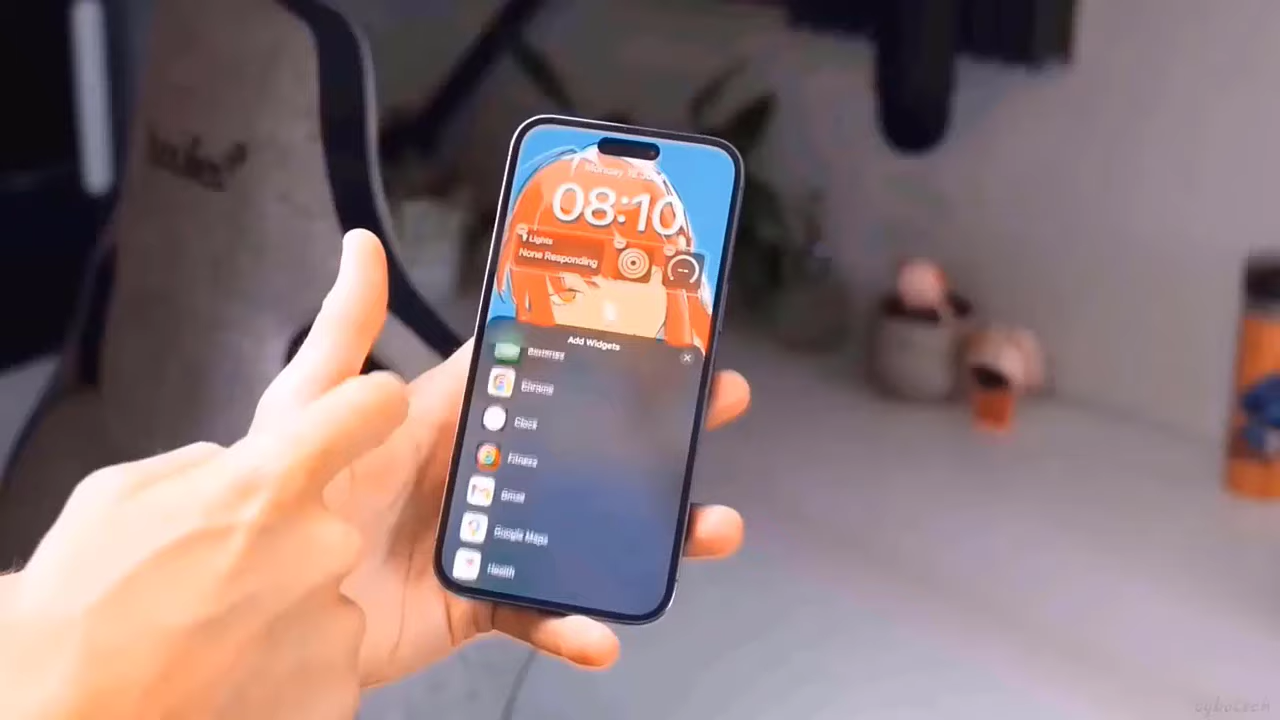 08:10
Lights
None Responding
Add Widgets
Batteries
Chrome
Clock
Fitness
Gmail
Google Maps
Health